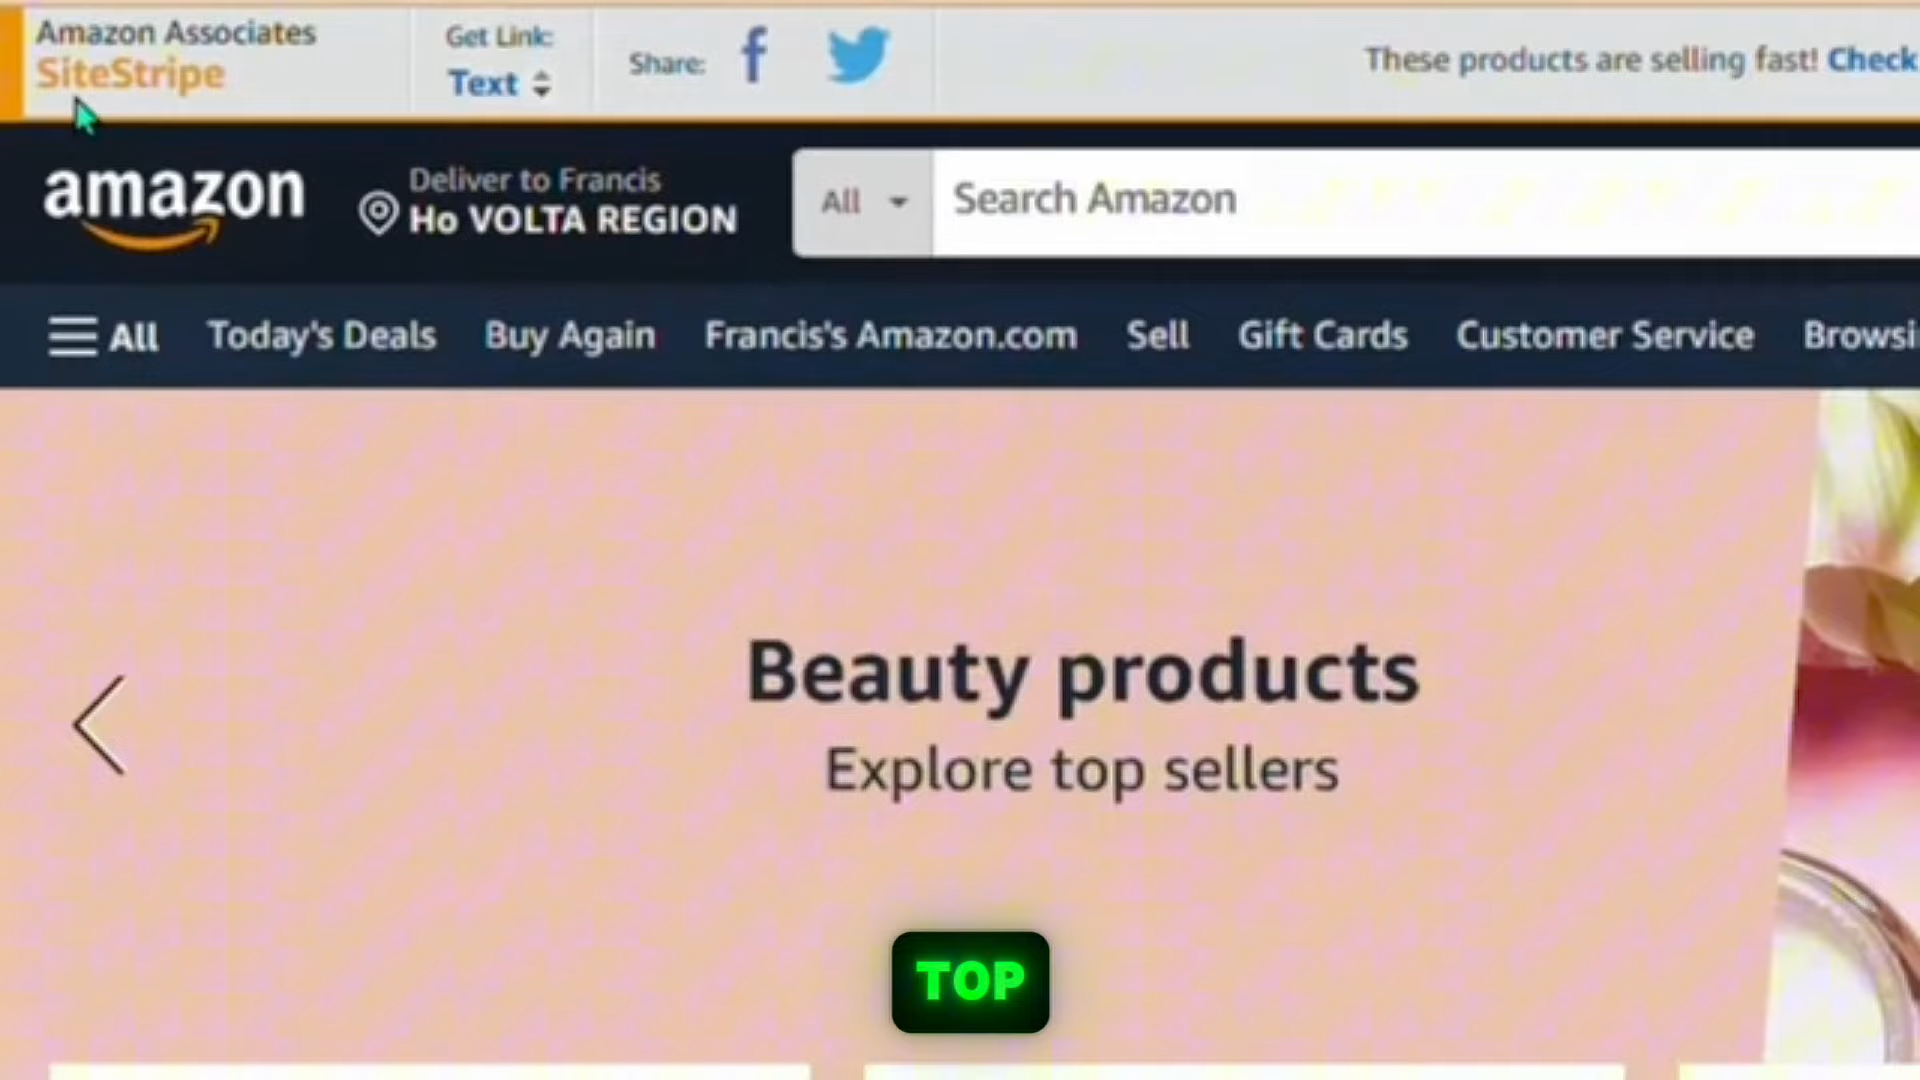 Amazon Associates
SiteStripe
Get Link:
Text
Share:
These products are selling fast! Check
amazon
Deliver to Francis
Ho VOLTA REGION
All
Search Amazon
All Today's Deals Buy Again Francis's Amazon.com Sell Gift Cards Customer Service Browsi
Beauty products
Explore top sellers
TOP